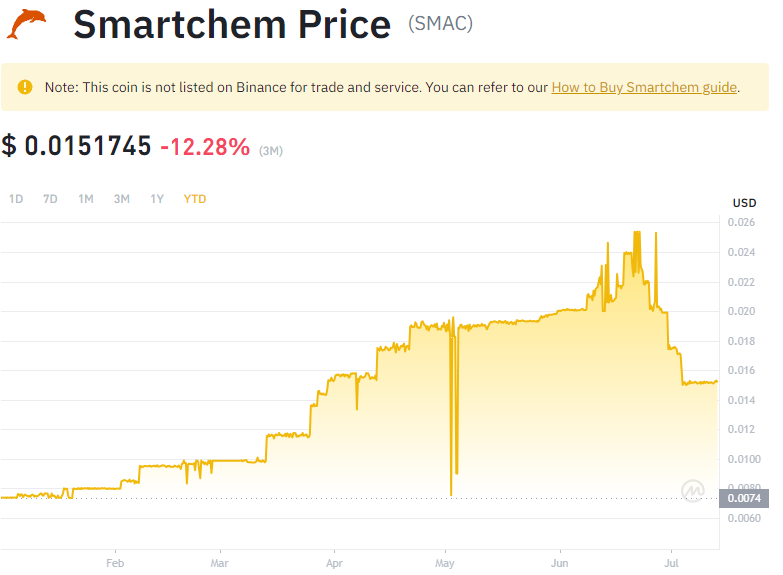 Smartchem Price (SMAC)
Note: This coin is not listed on Binance for trade and service. You can refer to our How to Buy Smartchem guide.
$ 0.0151745 -12.28% (3M)
1D 7D 1M 3M 1Y YTD
USD
0.026
0.024
0.022
0.020
0.018
0.016
0.014
0.012
0.0100
0.0080
0.0074
0.0060
Feb Mar Apr May Jun Jul